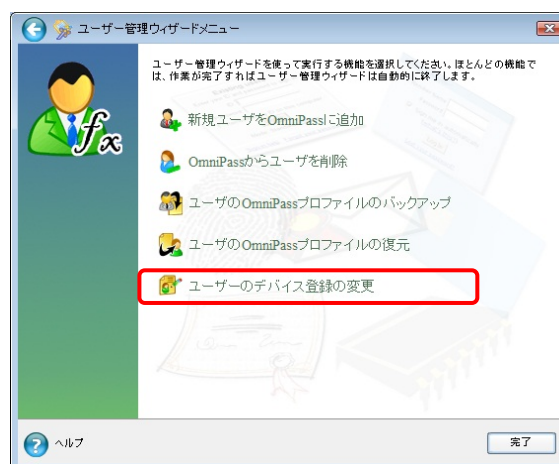 ユーザー管理ウィザードメニュー
ユーザー管理ウィザードを使って実行する機能を選択してください。ほとんどの機能で
は、作業が完了すればユーザー管理ウィザードは自動的に終了します。
新規ユーザをOmniPassに追加
OmniPassからユーザを削除
ユーザのOmniPassプロファイルのバックアップ
ユーザのOmniPassプロファイルの復元
ユーザーのデバイス登録の変更
ヘルプ
完了